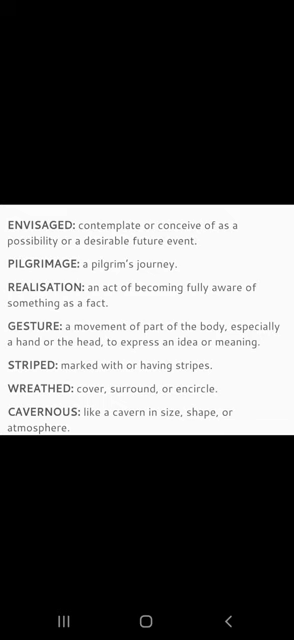 ENVISAGED: contemplate or conceive of as a
possibility or a desirable future event.
PILGRIMAGE: a pilgrim's journey.
REALISATION: an act of becoming fully aware of
something as a fact.
GESTURE: a movement of part of the body, especially
a hand or the head, to express an idea or meaning.
STRIPED: marked with or having stripes.
WREATHED: cover, surround, or encircle.
CAVERNOUS: like a cavern in size, shape, or
atmosphere.